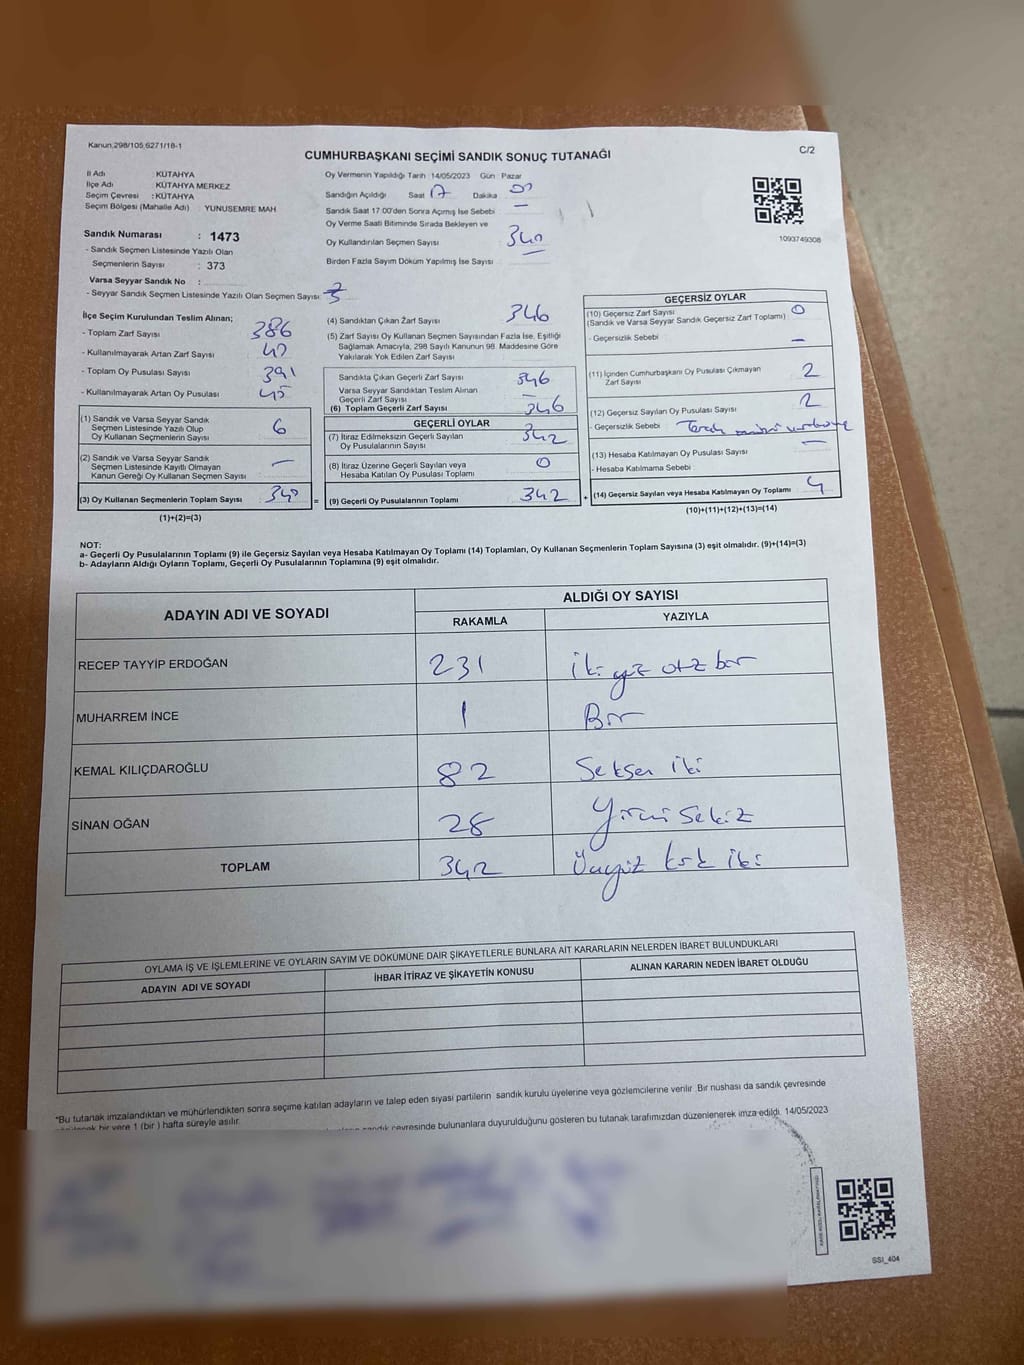 Kanun.298/105,6271/18-1
C/2
CUMHURBAŞKANI SEÇİMİ SANDIK SONUÇ TUTANAĞI
İl Adı : KÜTAHYA
İlçe Adı : KÜTAHYA MERKEZ
Seçim Çevresi : KÜTAHYA
Seçim Bölgesi (Mahalle Adı) : YUNUSEMRE MAH
Sandık Numarası : 1473
- Sandık Seçmen Listesinde Yazılı Olan
Seçmenlerin Sayısı : 373
Varsa Seyyar Sandık No :
- Seyyar Sandık Seçmen Listesinde Yazılı Olan Seçmen Sayısı:
Oy Vermenin Yapıldığı Tarih : 14/05/2023 Gün : Pazar
Sandığın Açıldığı Saat 17 Dakika
Sandık Saat 17.00'den Sonra Açımış İse Sebebi —
Oy Verme Saati Bitiminde Sırada Bekleyen ve
Oy Kullandırılan Seçmen Sayısı
Birden Fazla Sayım Döküm Yapılmış İse Sayısı —
1093749308
İlçe Seçim Kurulundan Teslim Alınan;
- Toplam Zarf Sayısı 386
- Kullanılmayarak Artan Zarf Sayısı
- Toplam Oy Pusulası Sayısı 391
- Kullanılmayarak Artan Oy Pusulası 45
(1) Sandık ve Varsa Seyyar Sandık
Seçmen Listesinde Yazılı Olup
Oy Kullanan Seçmenlerin Sayısı 6
(2) Sandık ve Varsa Seyyar Sandık
Seçmen Listesinde Kayıtlı Olmayan
Kanun Gereği Oy Kullanan Seçmen Sayısı —
(3) Oy Kullanan Seçmenlerin Toplam Sayısı
(1)+(2)=(3)
(4) Sandıktan Çıkan Zarf Sayısı 346
(5) Zarf Sayısı Oy Kullanan Seçmen Sayısından Fazla İse, Eşitliği
Sağlamak Amacıyla, 298 Sayılı Kanunun 98. Maddesine Göre
Yakılarak Yok Edilen Zarf Sayısı
Sandıkta Çıkan Geçerli Zarf Sayısı 346
Varsa Seyyar Sandıktan Teslim Alınan
Geçerli Zarf Sayısı —
(6) Toplam Geçerli Zarf Sayısı 346
GEÇERLİ OYLAR
(7) İtiraz Edilmeksizin Geçerli Sayılan
Oy Pusulasının Sayısı 342
(8) İtiraz Üzerine Geçerli Sayılan veya
Hesaba Katılan Oy Pusulası Toplamı 0
= (9) Gelerli Oy Pusulalarının Toplamı 342
GEÇERSİZ OYLAR
(10) Geçersiz Zarf Sayısı 0
(Sandık ve Varsa Seyyar Sandık Geçersiz Zarf Toplamı)
- Geçersizlik Sebebi —
(11) İçinden Cumhurbaşkanı Oy Pusulası Çıkmayan
Zarf Sayısı 2
(12) Geçersiz Sayılan Oy Pusulası Sayısı 2
- Geçersizlik Sebebi Tercih mührü
(13) Hesaba Katılmayan Oy Pusulası Sayısı —
- Hesaba Katılmama Sebebi
+ (14) Geçersiz Sayılan veya Hesaba Katılmayan Oy Toplamı 4
(10)+(11)+(12)+(13)=(14)
NOT:
a- Geçerli Oy Pusulalarının Toplamı (9) ile Geçersiz Sayılan veya Hesaba Katılmayan Oy Toplamı (14) Toplamları, Oy Kullanan Seçmenlerin Toplam Sayısına (3) eşit olmalıdır. (9)+(14)=(3)
b- Adayların Aldığı Oyların Toplamı, Geçerli Oy Pusulalarının Toplamına (9) eşit olmalıdır.
ADAYIN ADI VE SOYADI
ALDIĞI OY SAYISI
RAKAMLA YAZIYLA
RECEP TAYYİP ERDOĞAN 231 İki yüz otz bir
MUHARREM İNCE 1 Bir
KEMAL KILIÇDAROĞLU 82 Seksen iki
SİNAN OĞAN 28 Yirmi Sekiz
TOPLAM 342 Üçyüz kırk iki
OYLAMA İŞ VE İŞLEMLERİNE VE OYLARIN SAYIM VE DÖKÜMÜNE DAİR ŞİKAYETLERLE BUNLARA AİT KARARLARIN NELERDEN İBARET BULUNDUKLARI
ADAYIN ADI VE SOYADI İHBAR İTİRAZ VE ŞİKAYETİN KONUSU ALINAN KARARIN NEDEN İBARET OLDUĞU
"Bu tutanak imzalandıktan ve mühürlendikten sonra seçime katılan adayların ve talep eden siyasi partilerin sandık kurulu üyelerine veya gözlemcilerine verilir .Bir nüshası da sandık çevresinde
bir yere 1 (bir ) hafta süreyle asılır.
sandık çevresinde bulunanlara duyurulduğunu gösteren bu tutanak tarafımızdan düzenlenerek imza edildi. 14/05/2023
SSI_404